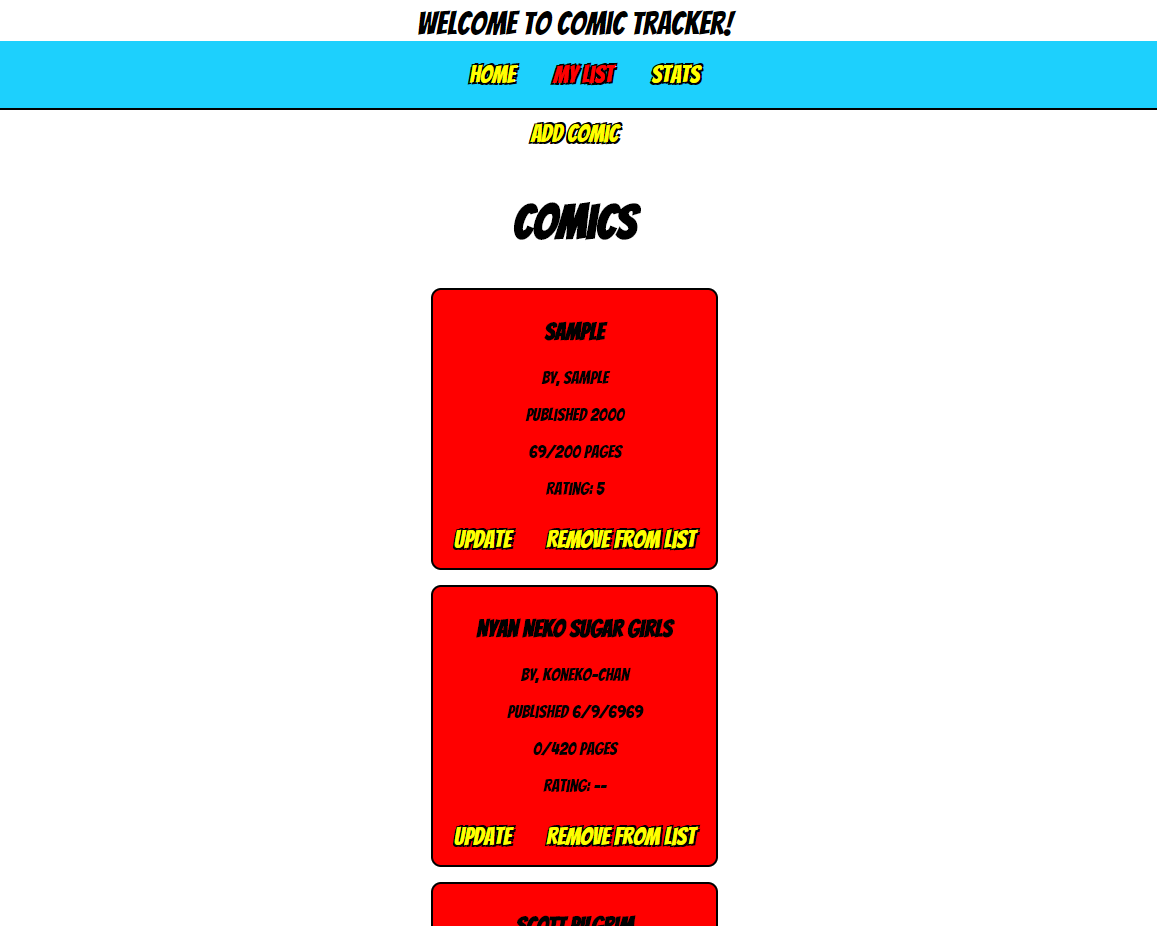 WELCOME TO COMIC TRACKER!
HOME MY LIST STATS
ADD COMIC
COMICS
SAMPLE
BY, SAMPLE
PUBLISHED 2000
69/200 PAGES
RATING: 5
UPDATE REMOVE FROM LIST
NYAN NEKO SUGAR GIRLS
BY, KONEKO-CHAN
PUBLISHED 6/9/6969
0/420 PAGES
RATING: --
UPDATE REMOVE FROM LIST
SCOTT PILGRIM